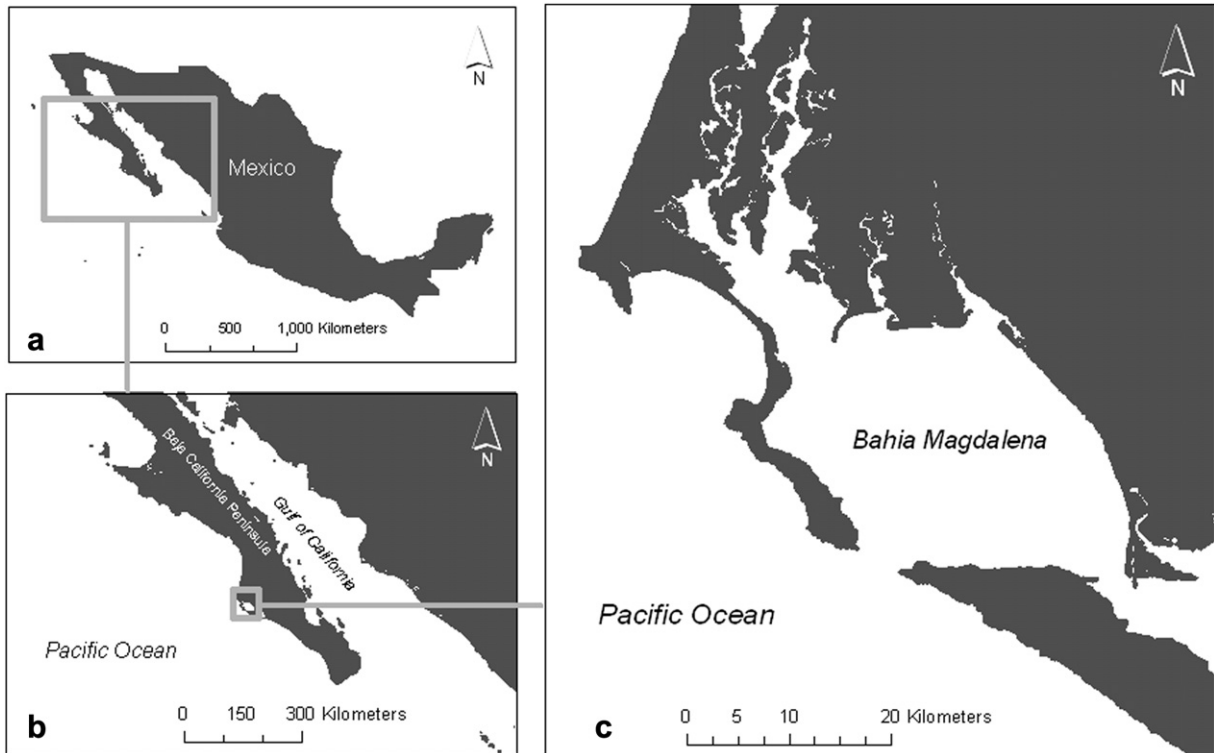 N
Mexico
0 500 1,000 Kilometers
a
N
Baja California Peninsula
Gulf of California
Pacific Ocean
0 150 300 Kilometers
b
N
Bahia Magdalena
Pacific Ocean
0 5 10 20 Kilometers
c